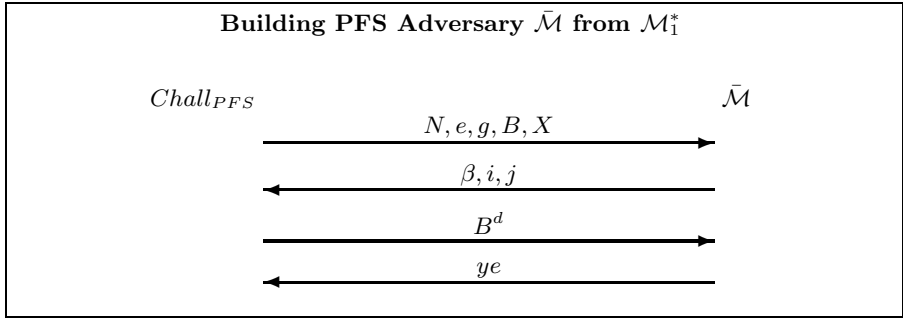 Building PFS Adversary M̄ from M₁*
Chall_PFS M̄
N, e, g, B, X
β, i, j
B^d
ye